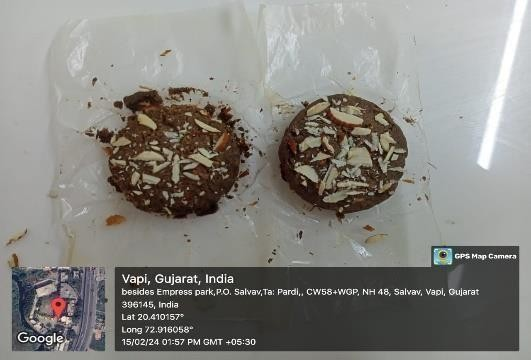 GPS Map Camera
Vapi, Gujarat, India
besides Empress park,P.O. Salvav,Ta: Pardi,, CW58+WGP, NH 48, Salvav, Vapi, Gujarat
396145, India
Lat 20.410157°
Long 72.916058°
15/02/24 01:57 PM GMT +05:30
Google